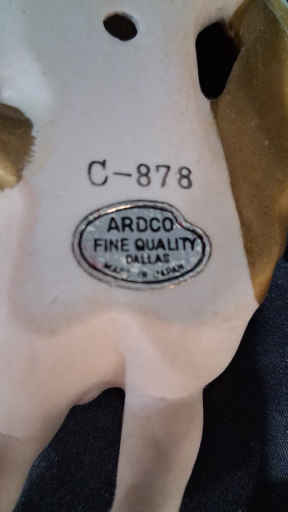 C-878
ARDCO
FINE QUALITY
DALLAS
MADE IN JAPAN